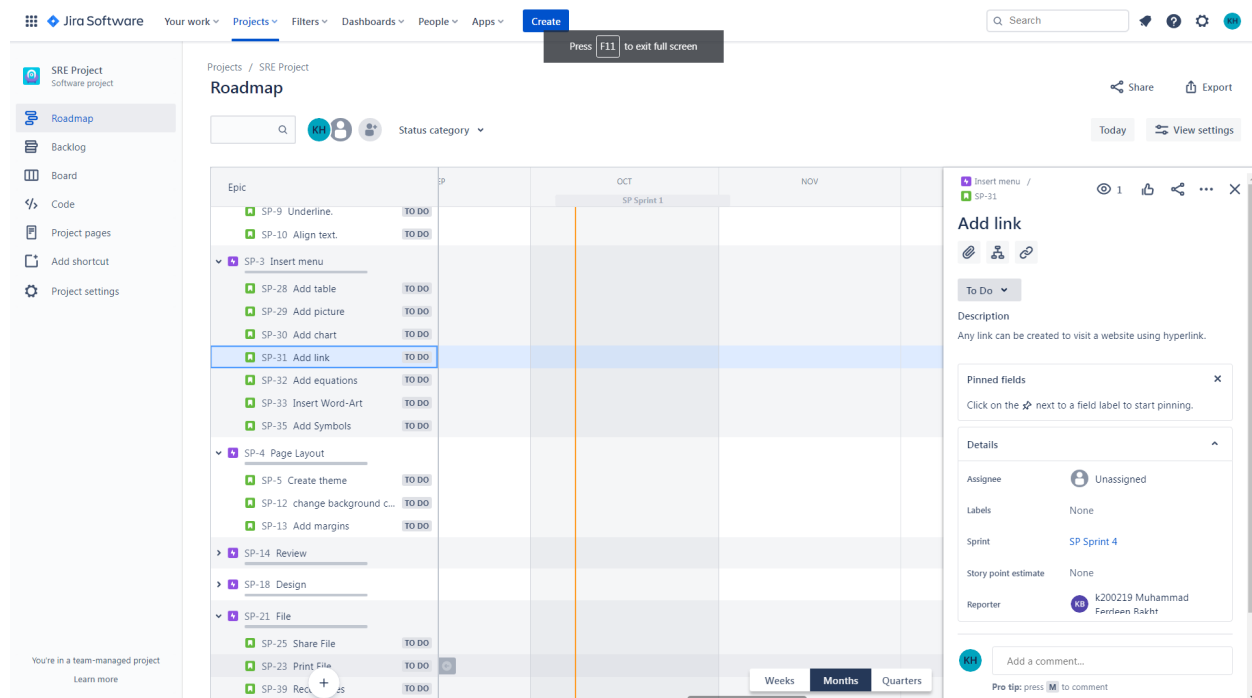 Jira Software Your work Projects Filters Dashboards People Apps Create Search KH
Press F11 to exit full screen
SRE Project
Software project
Roadmap
Backlog
Board
Code
Project pages
Add shortcut
Project settings
You're in a team-managed project
Learn more
Projects / SRE Project
Roadmap
Share Export
KH Status category Today View settings
Epic
OCT NOV
SP Sprint 1
SP-9 Underline. TO DO
SP-10 Align text. TO DO
SP-3 Insert menu
SP-28 Add table TO DO
SP-29 Add picture TO DO
SP-30 Add chart TO DO
SP-31 Add link TO DO
SP-32 Add equations TO DO
SP-33 Insert Word-Art TO DO
SP-35 Add Symbols TO DO
SP-4 Page Layout
SP-5 Create theme TO DO
SP-12 change background c... TO DO
SP-13 Add margins TO DO
SP-14 Review
SP-18 Design
SP-21 File
SP-25 Share File TO DO
SP-23 Print File TO DO
SP-39 TO DO
Weeks Months Quarters
Insert menu /
SP-31
1
Add link
To Do
Description
Any link can be created to visit a website using hyperlink.
Pinned fields
Click on the next to a field label to start pinning.
Details
Assignee Unassigned
Labels None
Sprint SP Sprint 4
Story point estimate None
Reporter KB k200219 Muhammad
Ferdeen Bakht
KH Add a comment...
Pro tip: press M to comment